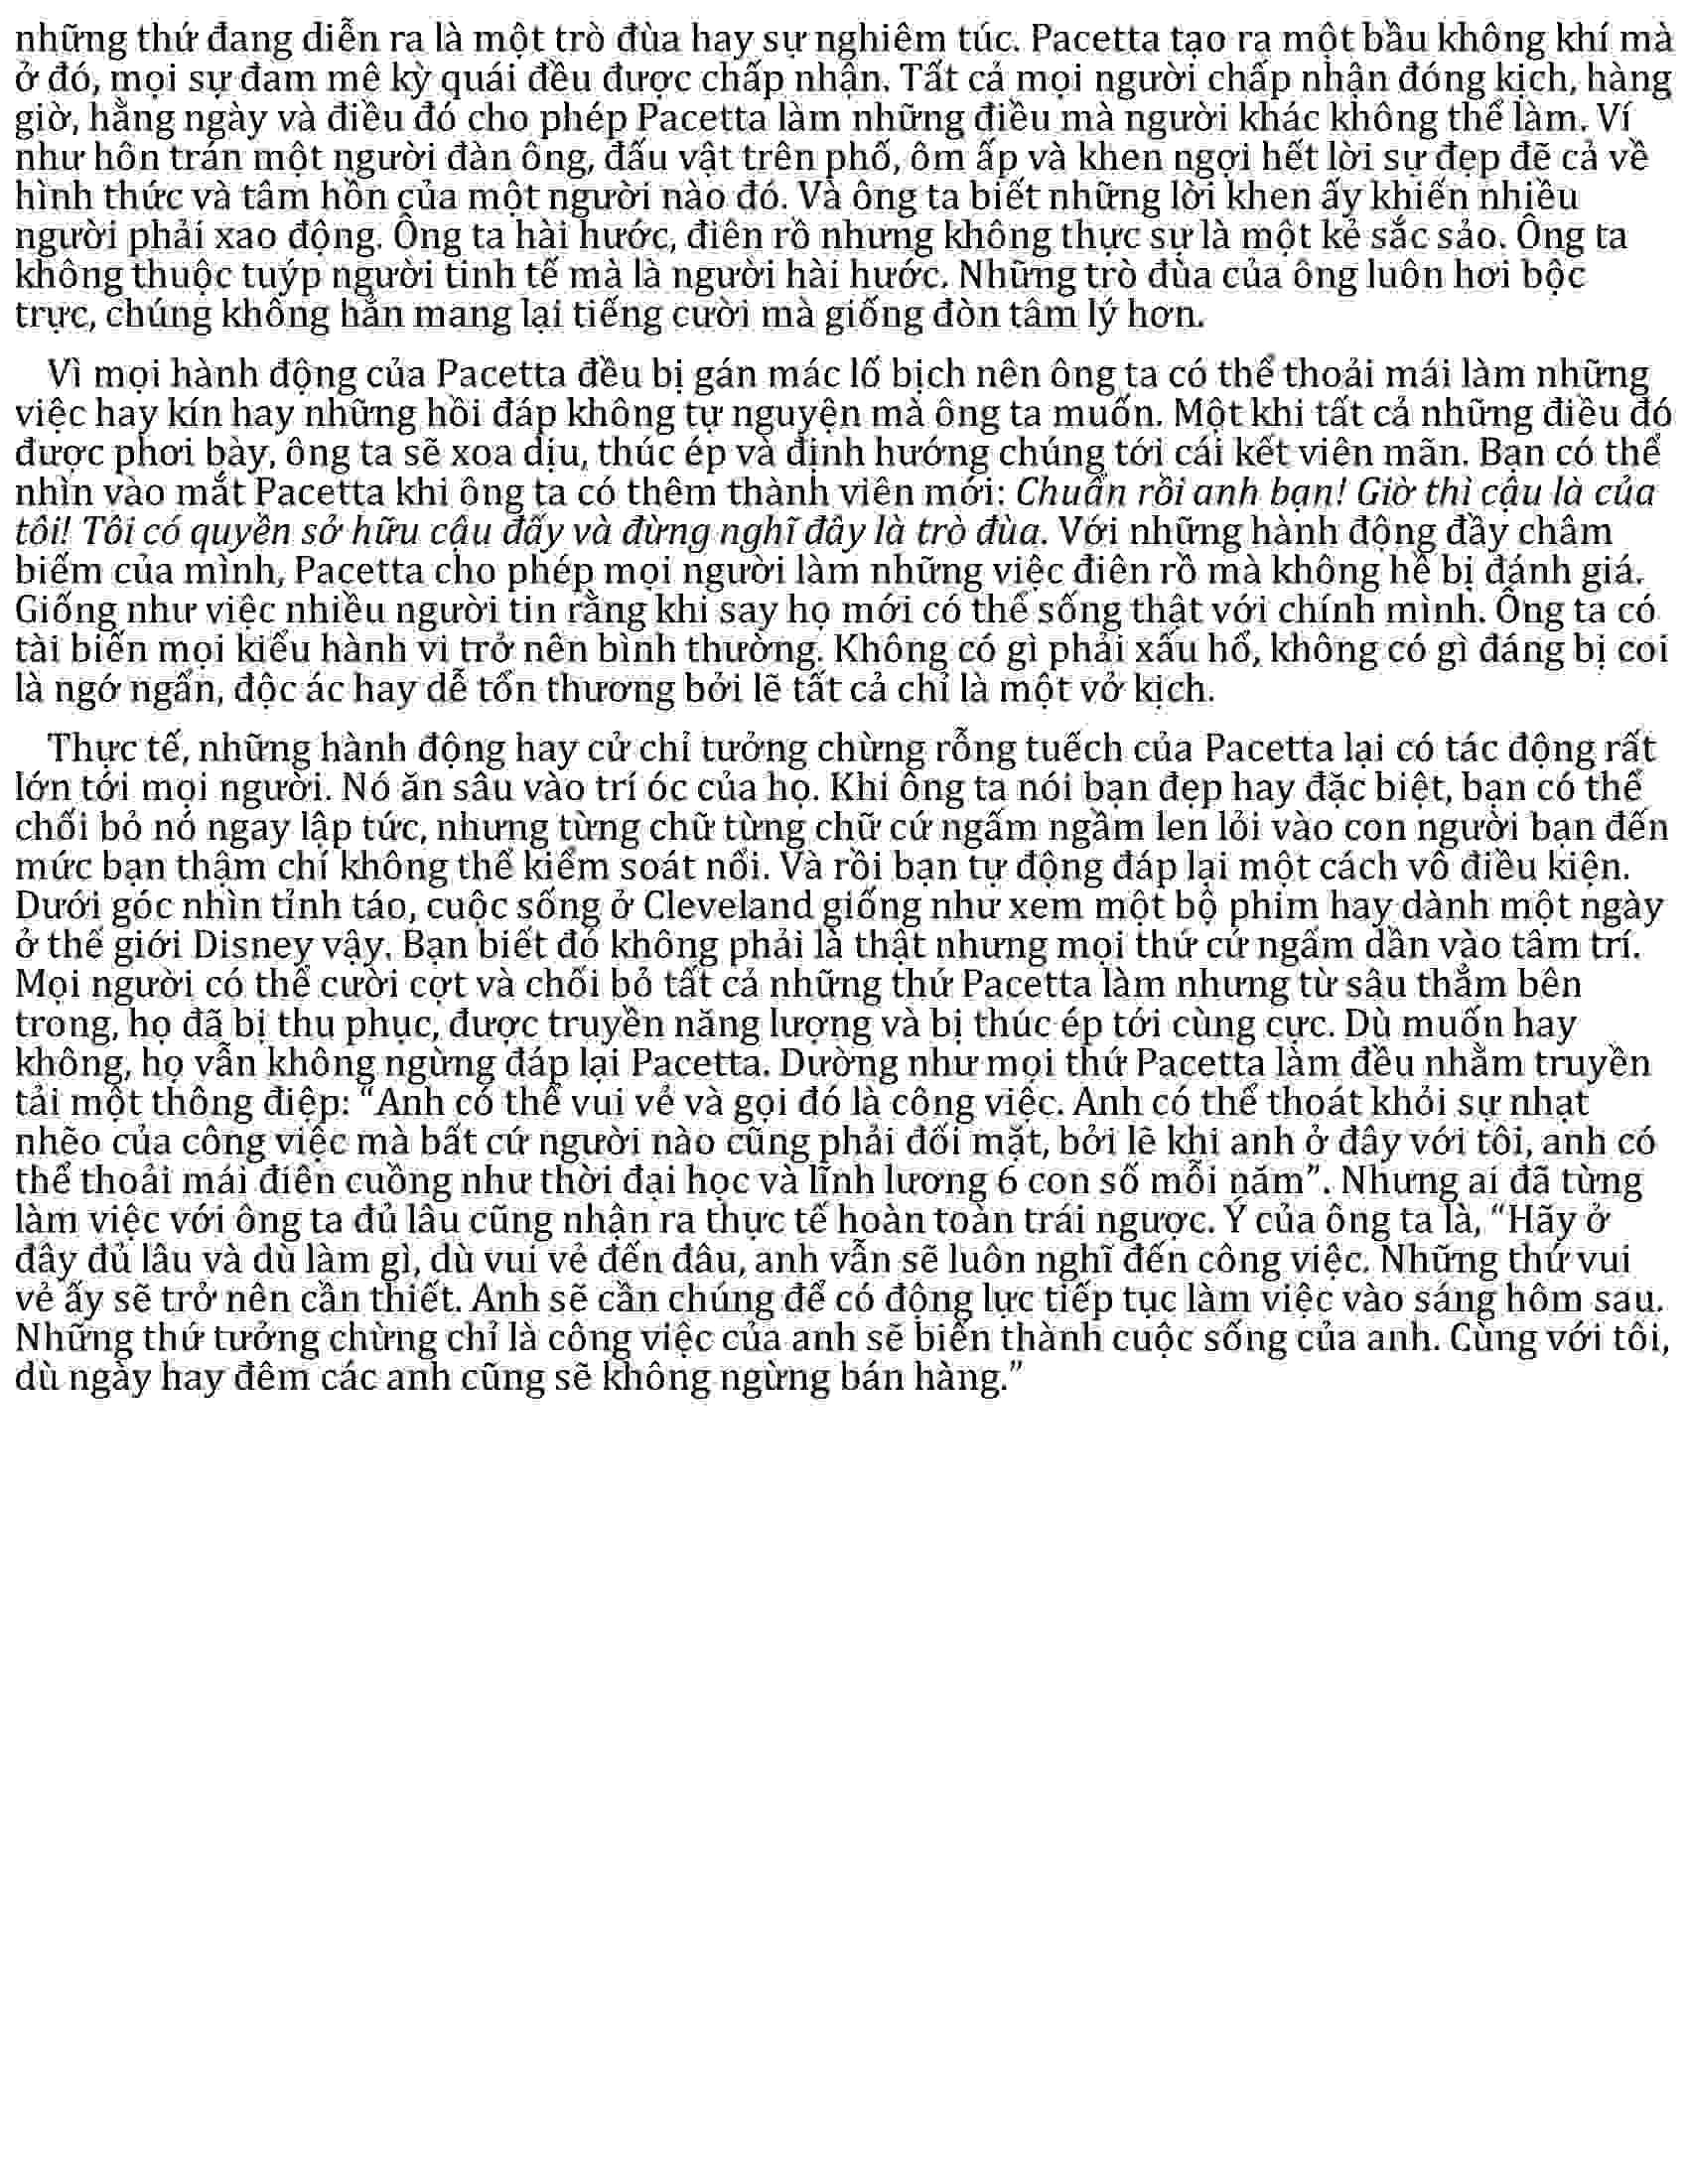 những thứ đang diễn ra là một trò đùa hay sự nghiêm túc. Pacetta tạo ra một bầu không khí mà
ở đó, mọi sự đam mê kỳ quái đều được chấp nhận. Tất cả mọi người chấp nhận đóng kịch, hàng
giờ, hằng ngày và điều đó cho phép Pacetta làm những điều mà người khác không thể làm. Ví
như hôn trán một người đàn ông, đấu vật trên phố, ôm ấp và khen ngợi hết lời sự đẹp đẽ cả về
hình thức và tâm hồn của một người nào đó. Và ông ta biết những lời khen ấy khiến nhiều
người phải xao động. Ông ta hài hước, điên rồ nhưng không thực sự là một kẻ sắc sảo. Ông ta
không thuộc tuýp người tinh tế mà là người hài hước. Những trò đùa của ông luôn hơi bộc
trực, chúng không hẳn mang lại tiếng cười mà giống đòn tâm lý hơn.
Vì mọi hành động của Pacetta đều bị gán mác lố bịch nên ông ta có thể thoải mái làm những
việc hay kín hay những hồi đáp không tự nguyện mà ông ta muốn. Một khi tất cả những điều đó
được phơi bày, ông ta sẽ xoa dịu, thúc ép và định hướng chúng tới cái kết viên mãn. Bạn có thể
nhìn vào mắt Pacetta khi ông ta có thêm thành viên mới: Chuẩn rồi anh bạn! Giờ thì cậu là của
tôi! Tôi có quyền sở hữu cậu đấy và đừng nghĩ đây là trò đùa. Với những hành động đầy châm
biếm của mình, Pacetta cho phép mọi người làm những việc điên rồ mà không hề bị đánh giá.
Giống như việc nhiều người tin rằng khi say họ mới có thể sống thật với chính mình. Ông ta có
tài biến mọi kiểu hành vi trở nên bình thường. Không có gì phải xấu hổ, không có gì đáng bị coi
là ngớ ngẩn, độc ác hay dễ tổn thương bởi lẽ tất cả chỉ là một vở kịch.
Thực tế, những hành động hay cử chỉ tưởng chừng rỗng tuếch của Pacetta lại có tác động rất
lớn tới mọi người. Nó ăn sâu vào trí óc của họ. Khi ông ta nói bạn đẹp hay đặc biệt, bạn có thể
chối bỏ nó ngay lập tức, nhưng từng chữ từng chữ cứ ngấm ngầm len lỏi vào con người bạn đến
mức bạn thậm chí không thể kiểm soát nổi. Và rồi bạn tự động đáp lại một cách vô điều kiện.
Dưới góc nhìn tỉnh táo, cuộc sống ở Cleveland giống như xem một bộ phim hay dành một ngày
ở thế giới Disney vậy. Bạn biết đó không phải là thật nhưng mọi thứ cứ ngấm dần vào tâm trí.
Mọi người có thể cười cợt và chối bỏ tất cả những thứ Pacetta làm nhưng từ sâu thẳm bên
trong, họ đã bị thu phục, được truyền năng lượng và bị thúc ép tới cùng cực. Dù muốn hay
không, họ vẫn không ngừng đáp lại Pacetta. Dường như mọi thứ Pacetta làm đều nhằm truyền
tải một thông điệp: “Anh có thể vui vẻ và gọi đó là công việc. Anh có thể thoát khỏi sự nhạt
nhẽo của công việc mà bất cứ người nào cũng phải đối mặt, bởi lẽ khi anh ở đây với tôi, anh có
thể thoải mái điên cuồng như thời đại học và lĩnh lương 6 con số mỗi năm”. Nhưng ai đã từng
làm việc với ông ta đủ lâu cũng nhận ra thực tế hoàn toàn trái ngược. Ý của ông ta là, “Hãy ở
đây đủ lâu và dù làm gì, dù vui vẻ đến đâu, anh vẫn sẽ luôn nghĩ đến công việc. Những thứ vui
vẻ ấy sẽ trở nên cần thiết. Anh sẽ cần chúng để có động lực tiếp tục làm việc vào sáng hôm sau.
Những thứ tưởng chừng chỉ là công việc của anh sẽ biến thành cuộc sống của anh. Cùng với tôi,
dù ngày hay đêm các anh cũng sẽ không ngừng bán hàng.”